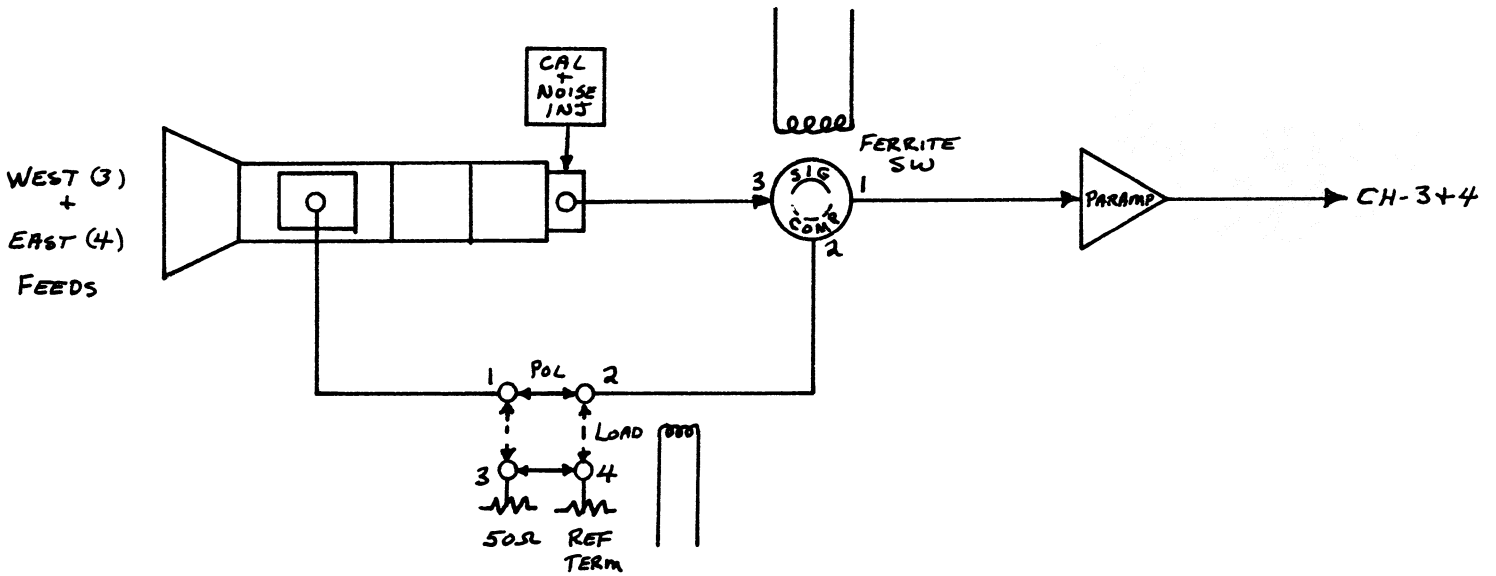 CAL
+
NOISE
INJ
FERRITE
SW
WEST (3)
+
EAST (4)
FEEDS
3
SIG
COMP
1
2
PARAMP
CH-3+4
1
POL
2
LOAD
3
4
50Ω
REF
TERM